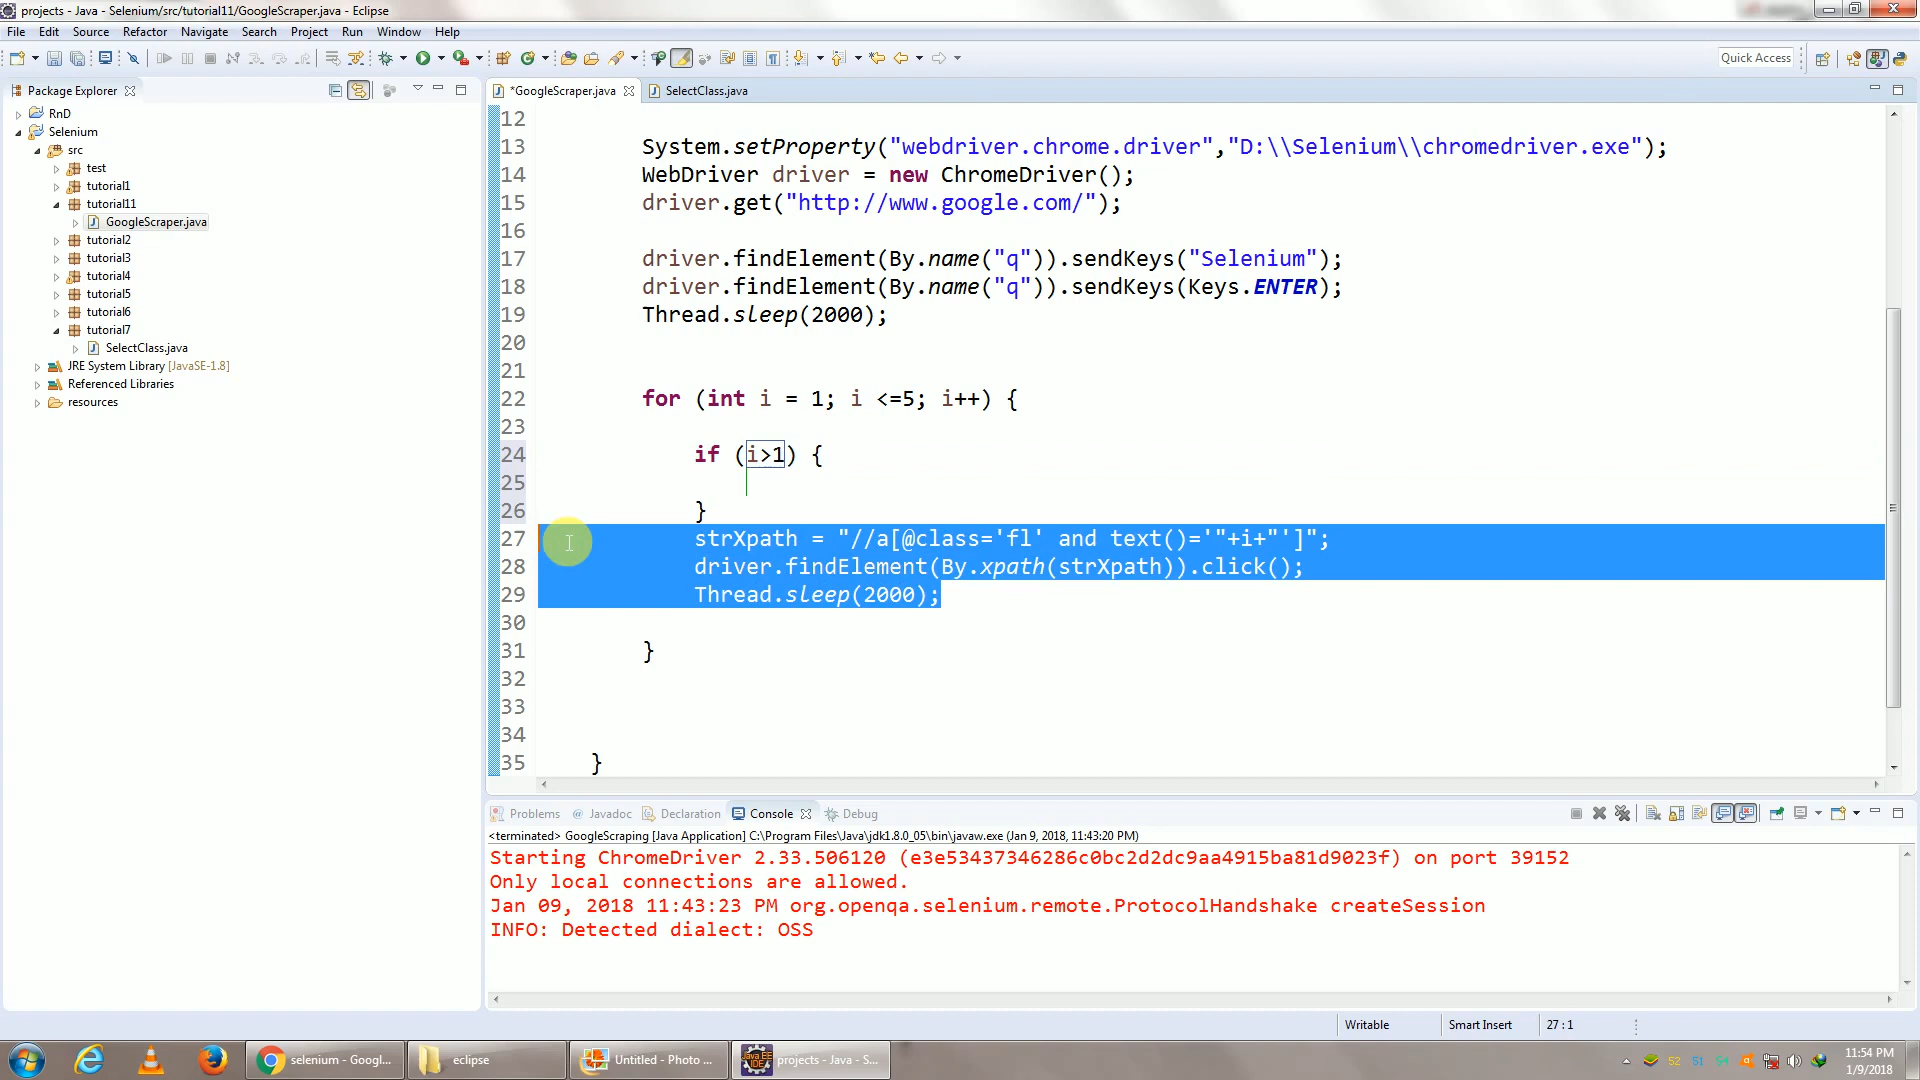 projects - Java - Selenium/src/tutorial11/GoogleScraper.java - Eclipse
File Edit Source Refactor Navigate Search Project Run Window Help
Quick Access
Package Explorer
*GoogleScraper.java
SelectClass.java
RnD
Selenium
src
test
tutorial1
tutorial11
GoogleScraper.java
tutorial2
tutorial3
tutorial4
tutorial5
tutorial6
tutorial7
SelectClass.java
JRE System Library [JavaSE-1.8]
Referenced Libraries
resources
12
13 System.setProperty("webdriver.chrome.driver","D:\\Selenium\\chromedriver.exe");
14 WebDriver driver = new ChromeDriver();
15 driver.get("http://www.google.com/");
16
17 driver.findElement(By.name("q")).sendKeys("Selenium");
18 driver.findElement(By.name("q")).sendKeys(Keys.ENTER);
19 Thread.sleep(2000);
20
21
22 for (int i = 1; i <=5; i++) {
23
24 if (i>1) {
25
26 }
27 strXpath = "//a[@class='fl' and text()='"+i+"']";
28 driver.findElement(By.xpath(strXpath)).click();
29 Thread.sleep(2000);
30
31 }
32
33
34
35 }
Problems @ Javadoc Declaration Console Debug
<terminated> GoogleScraping [Java Application] C:\Program Files\Java\jdk1.8.0_05\bin\javaw.exe (Jan 9, 2018, 11:43:20 PM)
Starting ChromeDriver 2.33.506120 (e3e53437346286c0bc2d2dc9aa4915ba81d9023f) on port 39152
Only local connections are allowed.
Jan 09, 2018 11:43:23 PM org.openqa.selenium.remote.ProtocolHandshake createSession
INFO: Detected dialect: OSS
Writable Smart Insert 27 : 1
selenium - Googl...
eclipse
Untitled - Photo ...
projects - Java - S...
52 51 54
11:54 PM
1/9/2018